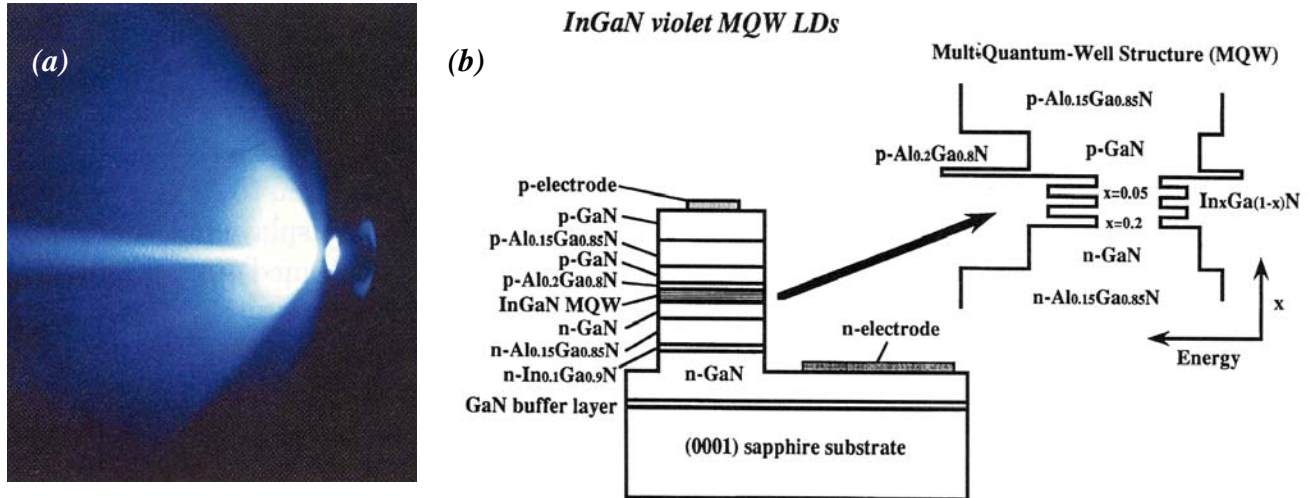 InGaN violet MQW LDs
(a)
(b)
Mult-Quantum-Well Structure (MQW)
p-Al0.15Ga0.85N
p-GaN
p-Al0.2Ga0.8N
x=0.05
InxGa(1-x)N
x=0.2
n-GaN
n-Al0.15Ga0.85N
x
Energy
p-electrode
p-GaN
p-Al0.15Ga0.85N
p-GaN
p-Al0.2Ga0.8N
InGaN MQW
n-GaN
n-Al0.15Ga0.85N
n-In0.1Ga0.9N
n-electrode
n-GaN
GaN buffer layer
(0001) sapphire substrate